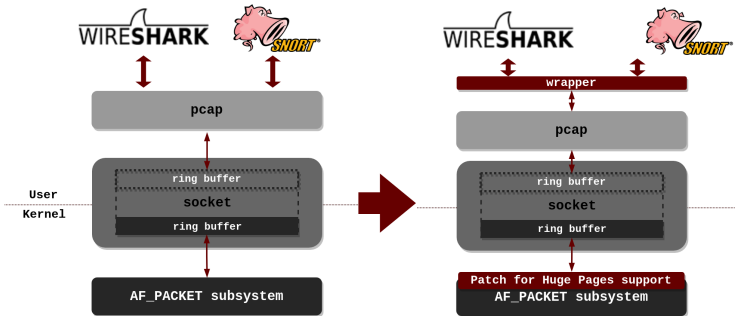 WIRESHARK
SNORT®
pcap
ring buffer
socket
ring buffer
User
Kernel
AF_PACKET subsystem
WIRESHARK
SNORT®
wrapper
pcap
ring buffer
socket
ring buffer
Patch for Huge Pages support
AF_PACKET subsystem